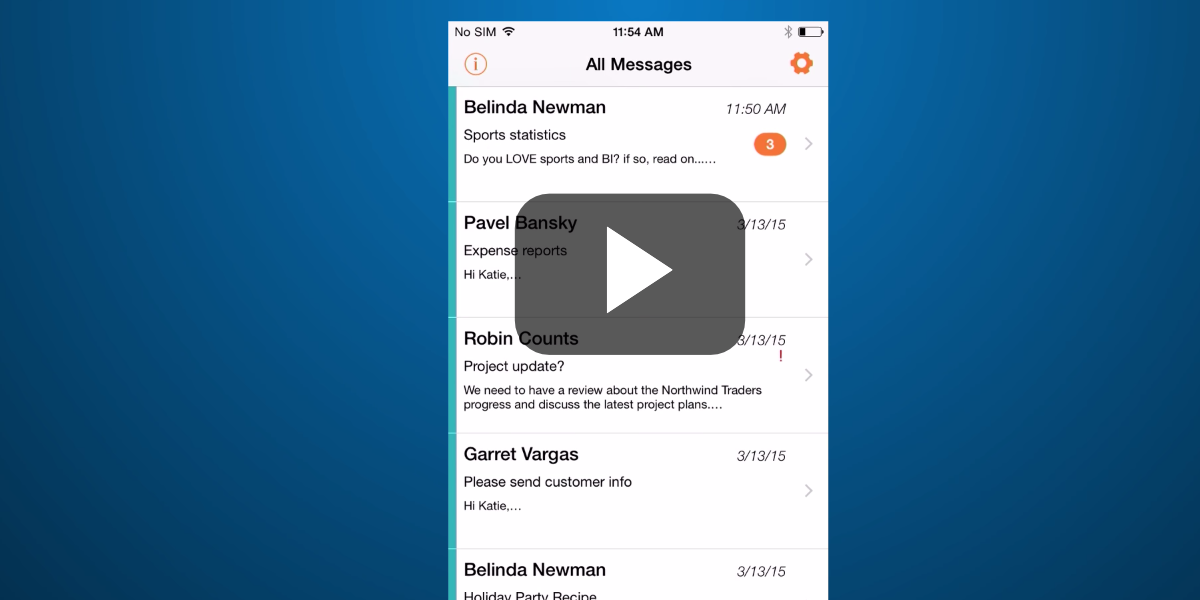 No SIM 11:54 AM
i All Messages
Belinda Newman 11:50 AM
Sports statistics
3
Do you LOVE sports and BI? if so, read on......
Pavel Bansky 3/13/15
Expense reports
Hi Katie,...
Robin Counts 3/13/15
!
Project update?
We need to have a review about the Northwind Traders
progress and discuss the latest project plans....
Garret Vargas 3/13/15
Please send customer info
Hi Katie,...
Belinda Newman 3/13/15
Holiday Party Recipe